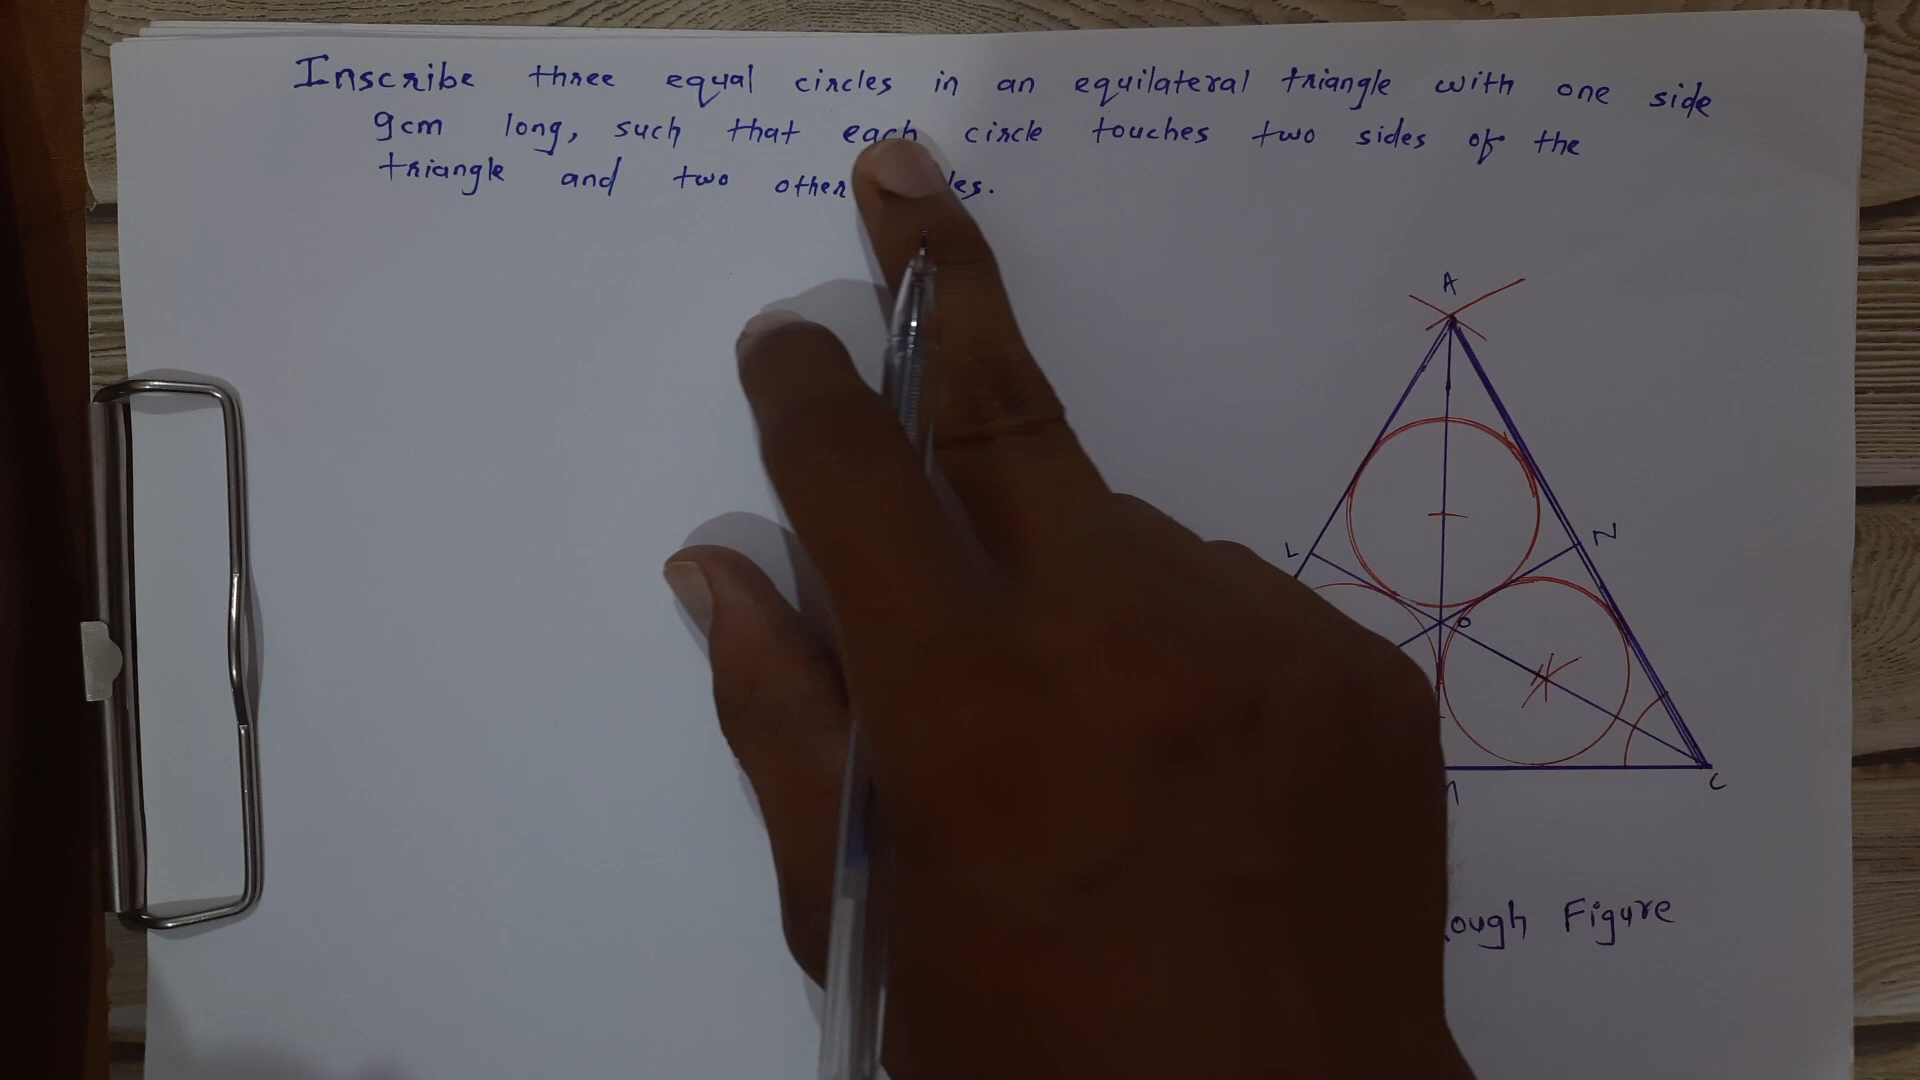 Inscribe three equal circles in an equilateral triangle with one side
9cm long, such that each circle touches two sides of the
triangle and two other
A
L
N
O
C
Figure